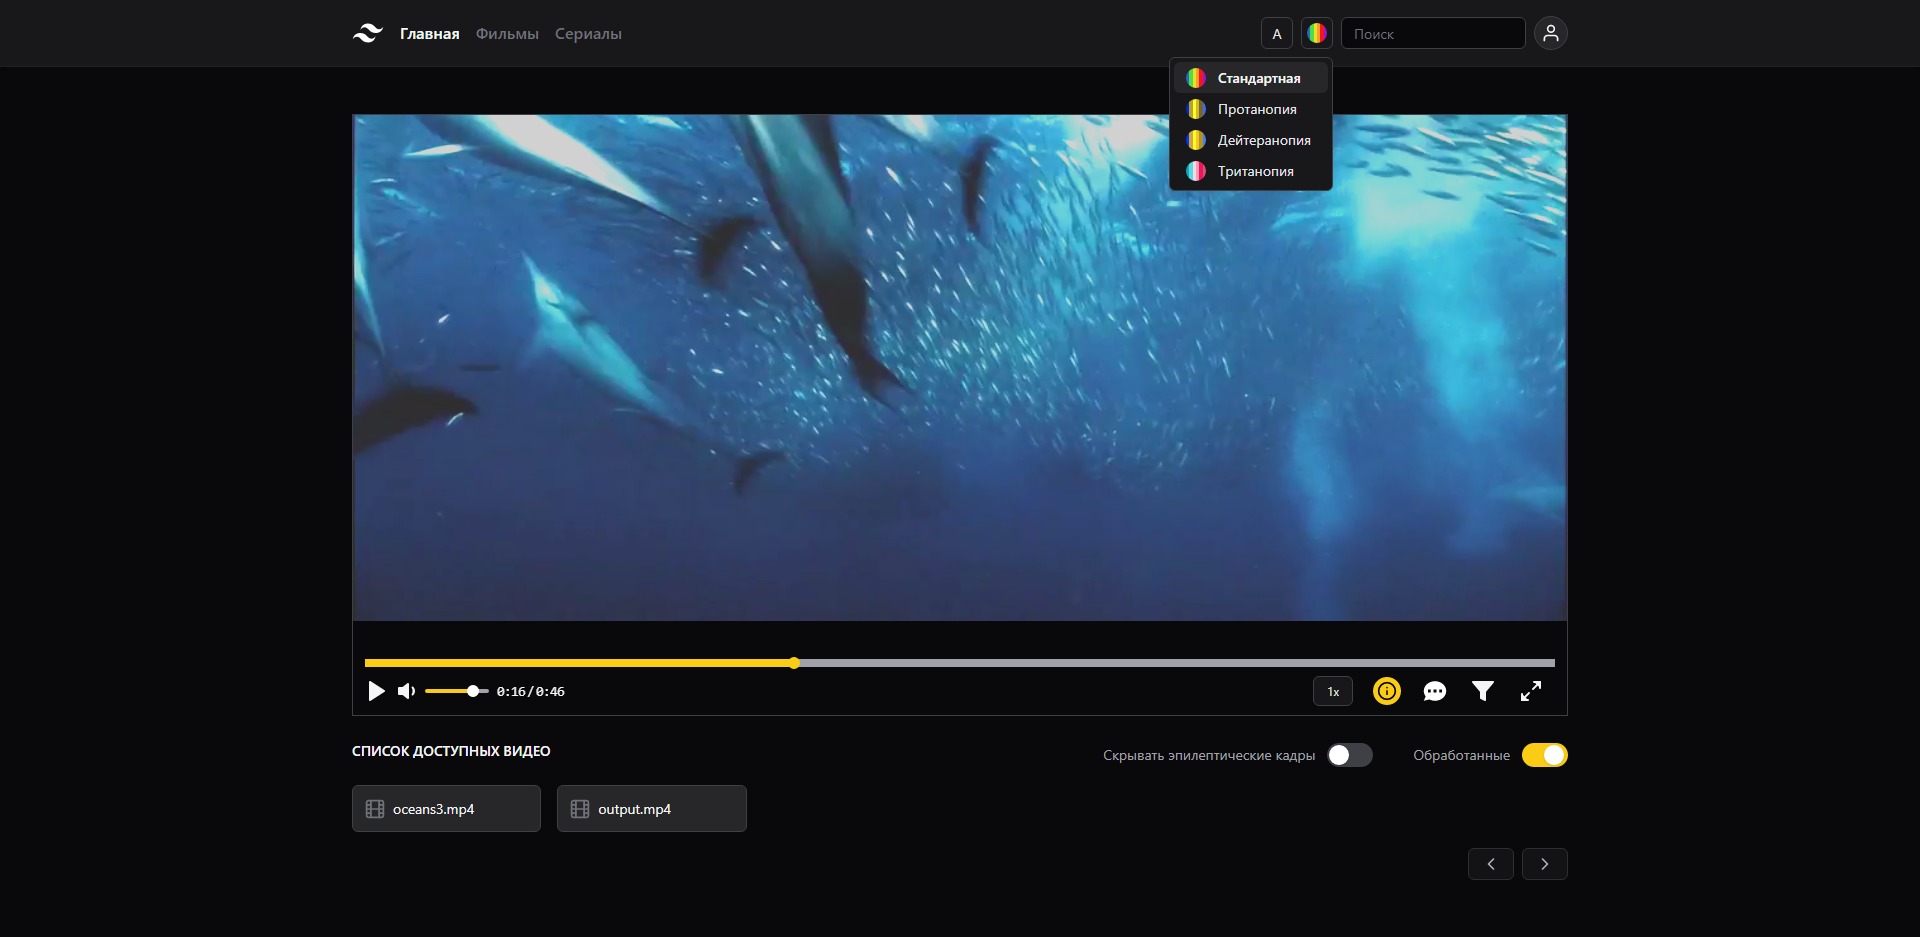 Главная Фильмы Сериалы A Поиск
Стандартная
Протанопия
Дейтеранопия
Тританопия
0:16/0:46 1x
СПИСОК ДОСТУПНЫХ ВИДЕО Скрывать эпилептические кадры Обработанные
oceans3.mp4 output.mp4